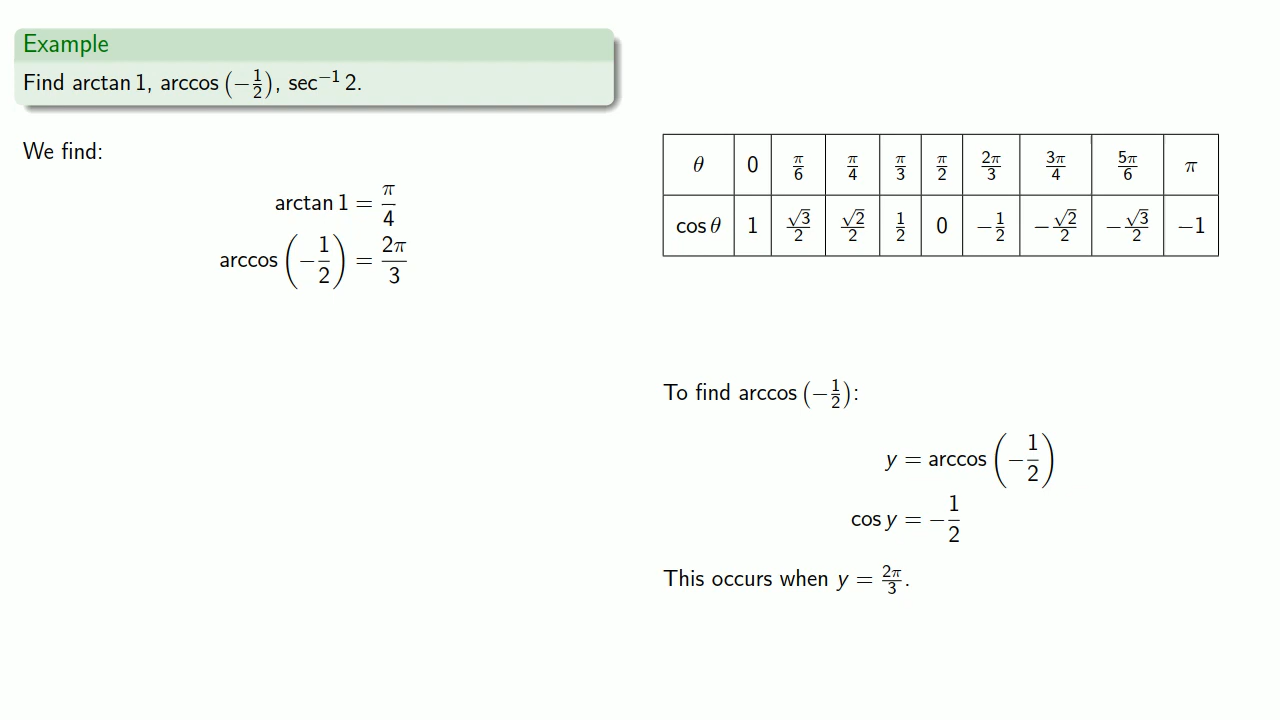 Example
Find arctan 1, arccos (−1/2), sec⁻¹ 2.
We find:
arctan 1 = π/4
arccos (−1/2) = 2π/3
θ 0 π/6 π/4 π/3 π/2 2π/3 3π/4 5π/6 π
cos θ 1 √3/2 √2/2 1/2 0 −1/2 −√2/2 −√3/2 −1
To find arccos (−1/2):
y = arccos (−1/2)
cos y = −1/2
This occurs when y = 2π/3.